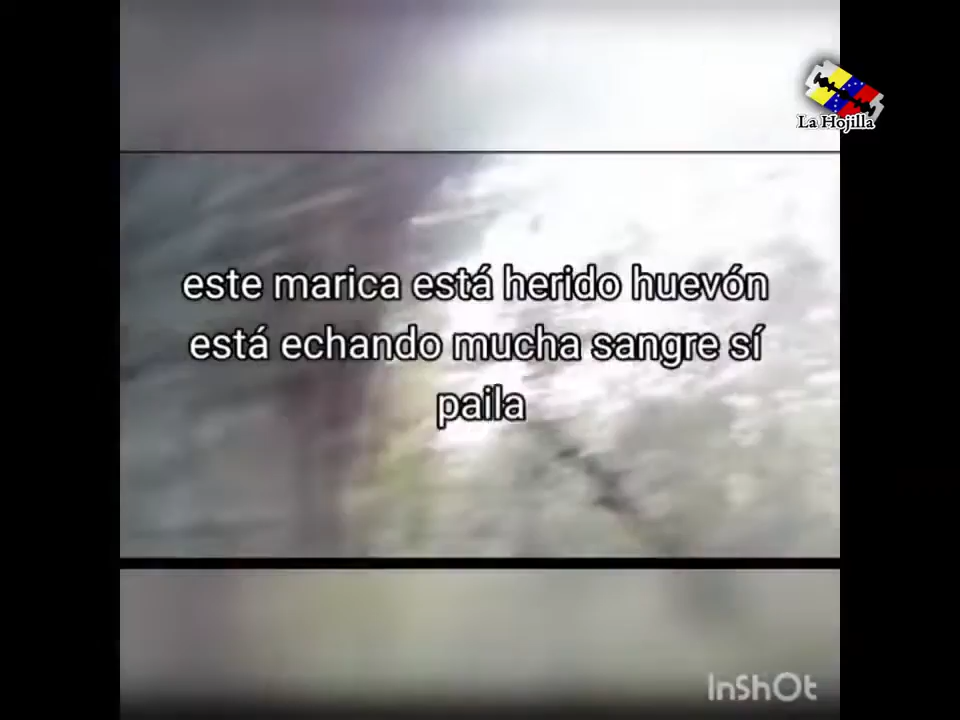 La Hojilla
este marica está herido huevón
está echando mucha sangre sí
paila
InShOt